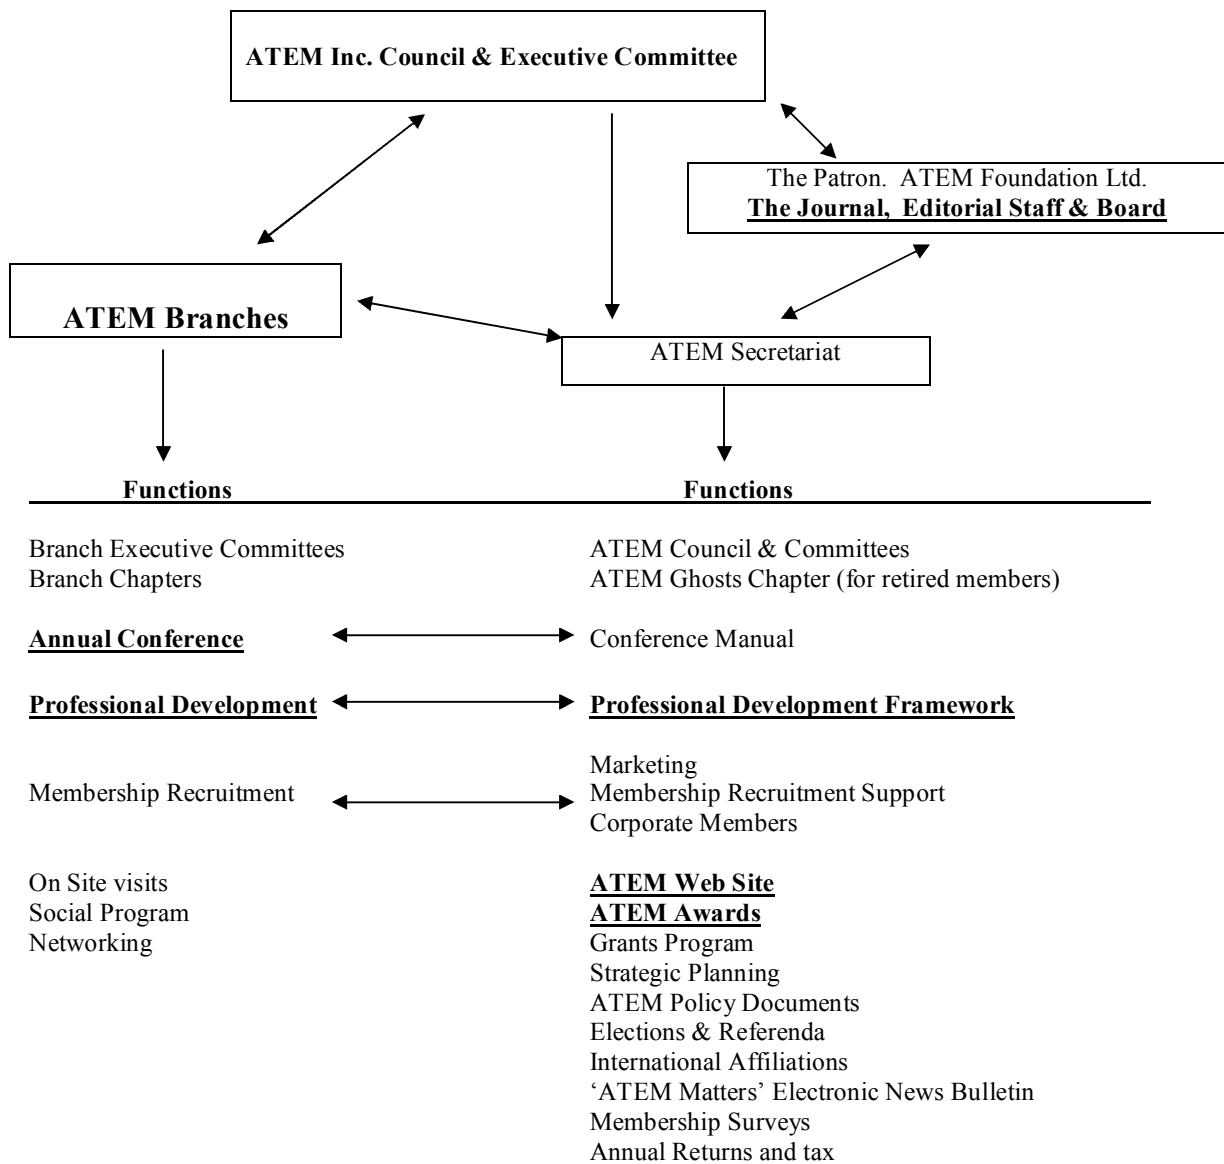 ATEM Inc. Council & Executive Committee
The Patron. ATEM Foundation Ltd.
The Journal, Editorial Staff & Board
ATEM Branches
ATEM Secretariat
Functions
Functions
Branch Executive Committees
ATEM Council & Committees
Branch Chapters
ATEM Ghosts Chapter (for retired members)
Annual Conference
Conference Manual
Professional Development
Professional Development Framework
Marketing
Membership Recruitment
Membership Recruitment Support
Corporate Members
On Site visits
ATEM Web Site
Social Program
ATEM Awards
Networking
Grants Program
Strategic Planning
ATEM Policy Documents
Elections & Referenda
International Affiliations
‘ATEM Matters’ Electronic News Bulletin
Membership Surveys
Annual Returns and tax